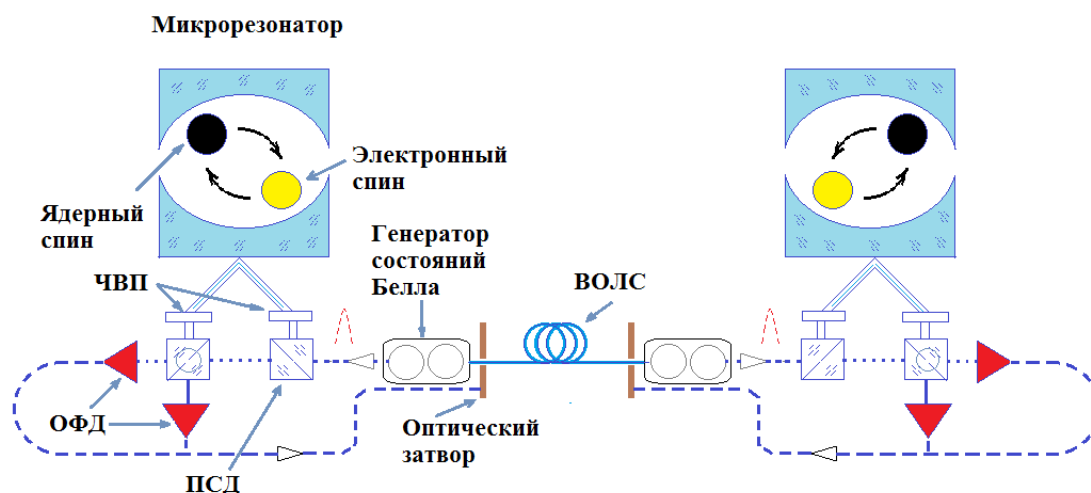 Микрорезонатор
Электронный
спин
Ядерный
спин
Генератор
состояний
Белла
ВОЛС
ЧВП
ОФД
Оптический
затвор
ПСД